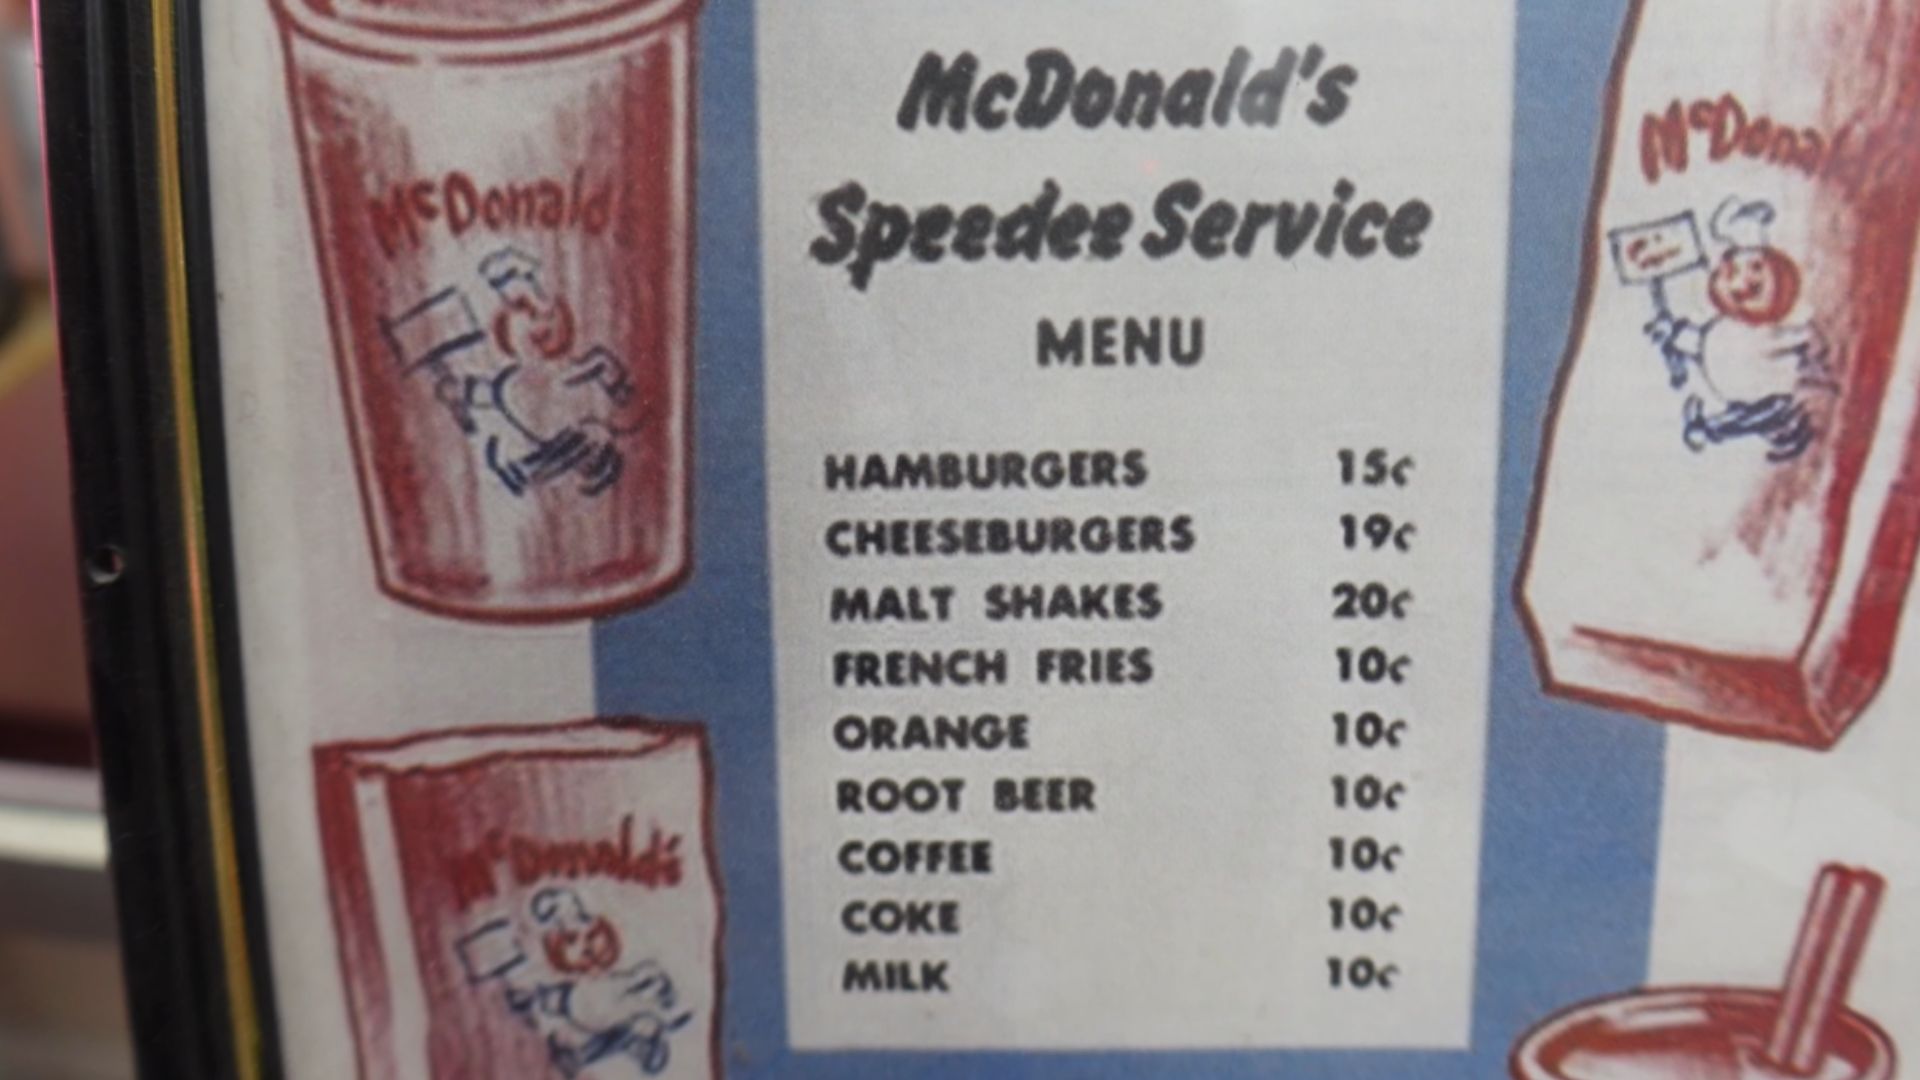 McDonald's
Speedee Service
MENU
HAMBURGERS 15¢
CHEESEBURGERS 19¢
MALT SHAKES 20¢
FRENCH FRIES 10¢
ORANGE 10¢
ROOT BEER 10¢
COFFEE 10¢
COKE 10¢
MILK 10¢
McDonald's
McDonald's
McDonald's